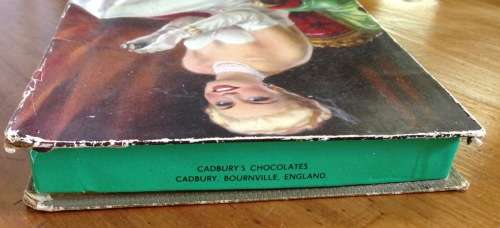 CADBURY'S CHOCOLATES
CADBURY, BOURNVILLE, ENGLAND